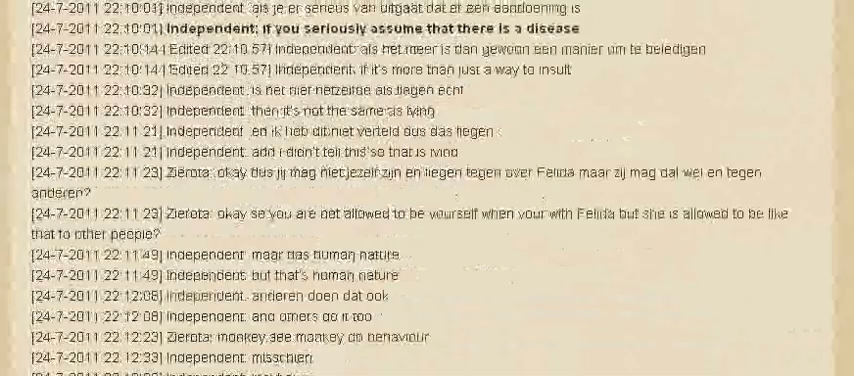 [24-7-2011 22:10:01] Independent: als je er serieus van uitgaat dat er een aandoening is
[24-7-2011 22:10:01] Independent: if you seriously assume that there is a disease
[24-7-2011 22:10:14 | Edited 22:10:57] Independent: als het meer is dan gewoon een manier om te beledigen
[24-7-2011 22:10:14 | Edited 22:10:57] Independent: if it's more than just a way to insult
[24-7-2011 22:10:32] Independent: is het niet hetzelfde als liegen echt
[24-7-2011 22:10:32] Independent: then it's not the same as lying
[24-7-2011 22:11:21] Independent: en ik heb dit niet verteld dus das liegen
[24-7-2011 22:11:21] Independent: and i didn't tell this so that is lying
[24-7-2011 22:11:23] Zierota: okay dus jij mag niet jezelf zijn en liegen tegen over Felina maar zij mag dat wel en tegen
anderen?
[24-7-2011 22:11:23] Zierota: okay so you are not allowed to be yourself when your with Felina but she is allowed to be like
that to other people?
[24-7-2011 22:11:49] Independent: maar das human nature
[24-7-2011 22:11:49] Independent: but that's human nature
[24-7-2011 22:12:08] Independent: anderen doen dat ook
[24-7-2011 22:12:08] Independent: and others do it too
[24-7-2011 22:12:23] Zierota: monkey see monkey do behaviour
[24-7-2011 22:12:33] Independent: misschien